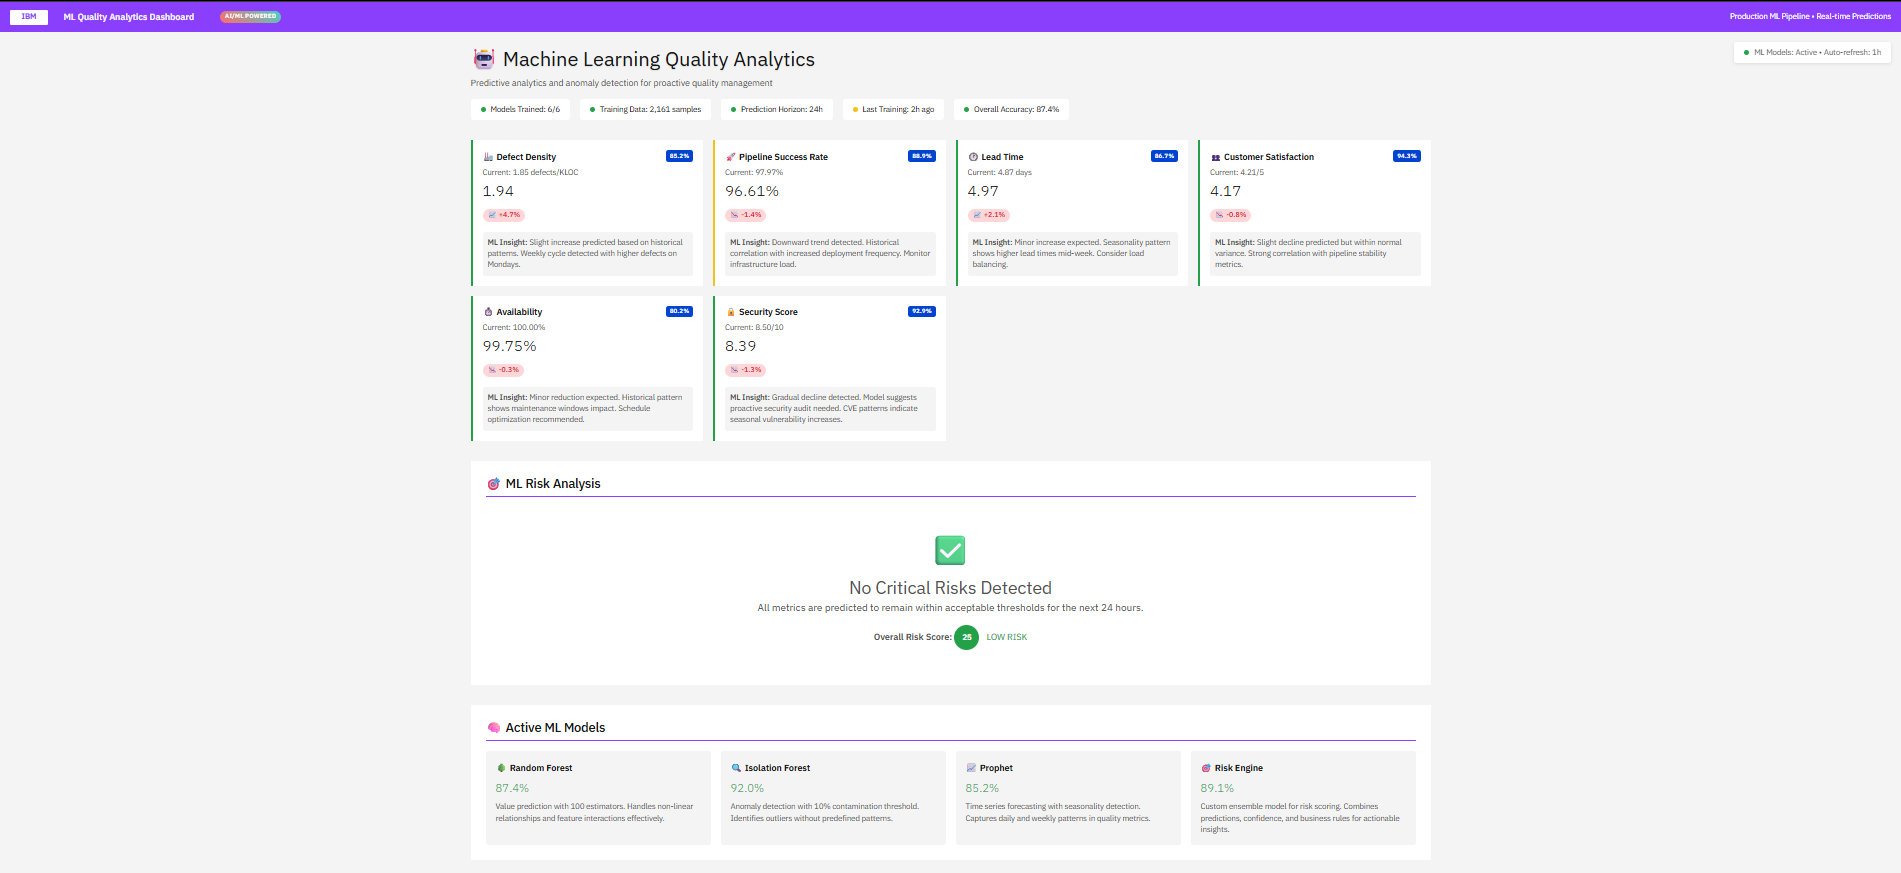 IBM
ML Quality Analytics Dashboard
AI/ML POWERED
Production ML Pipeline • Real-time Predictions
ML Models: Active • Auto-refresh: 1h
Machine Learning Quality Analytics
Predictive analytics and anomaly detection for proactive quality management
Models Trained: 6/6
Training Data: 2,161 samples
Prediction Horizon: 24h
Last Training: 2h ago
Overall Accuracy: 87.4%
Defect Density
85.2%
Current: 1.85 defects/KLOC
1.94
+4.7%
ML Insight: Slight increase predicted based on historical
patterns. Weekly cycle detected with higher defects on
Mondays.
Pipeline Success Rate
88.9%
Current: 97.97%
96.61%
-1.4%
ML Insight: Downward trend detected. Historical
correlation with increased deployment frequency. Monitor
infrastructure load.
Lead Time
86.7%
Current: 4.87 days
4.97
+2.1%
ML Insight: Minor increase expected. Seasonality pattern
shows higher lead times mid-week. Consider load
balancing.
Customer Satisfaction
94.3%
Current: 4.21/5
4.17
-0.8%
ML Insight: Slight decline predicted but within normal
variance. Strong correlation with pipeline stability
metrics.
Availability
80.2%
Current: 100.00%
99.75%
-0.3%
ML Insight: Minor reduction expected. Historical pattern
shows maintenance windows impact. Schedule
optimization recommended.
Security Score
92.9%
Current: 8.50/10
8.39
-1.3%
ML Insight: Gradual decline detected. Model suggests
proactive security audit needed. CVE patterns indicate
seasonal vulnerability increases.
ML Risk Analysis
No Critical Risks Detected
All metrics are predicted to remain within acceptable thresholds for the next 24 hours.
Overall Risk Score: 25 LOW RISK
Active ML Models
Random Forest
87.4%
Value prediction with 100 estimators. Handles non-linear
relationships and feature interactions effectively.
Isolation Forest
92.0%
Anomaly detection with 10% contamination threshold.
Identifies outliers without predefined patterns.
Prophet
85.2%
Time series forecasting with seasonality detection.
Captures daily and weekly patterns in quality metrics.
Risk Engine
89.1%
Custom ensemble model for risk scoring. Combines
predictions, confidence, and business rules for actionable
insights.